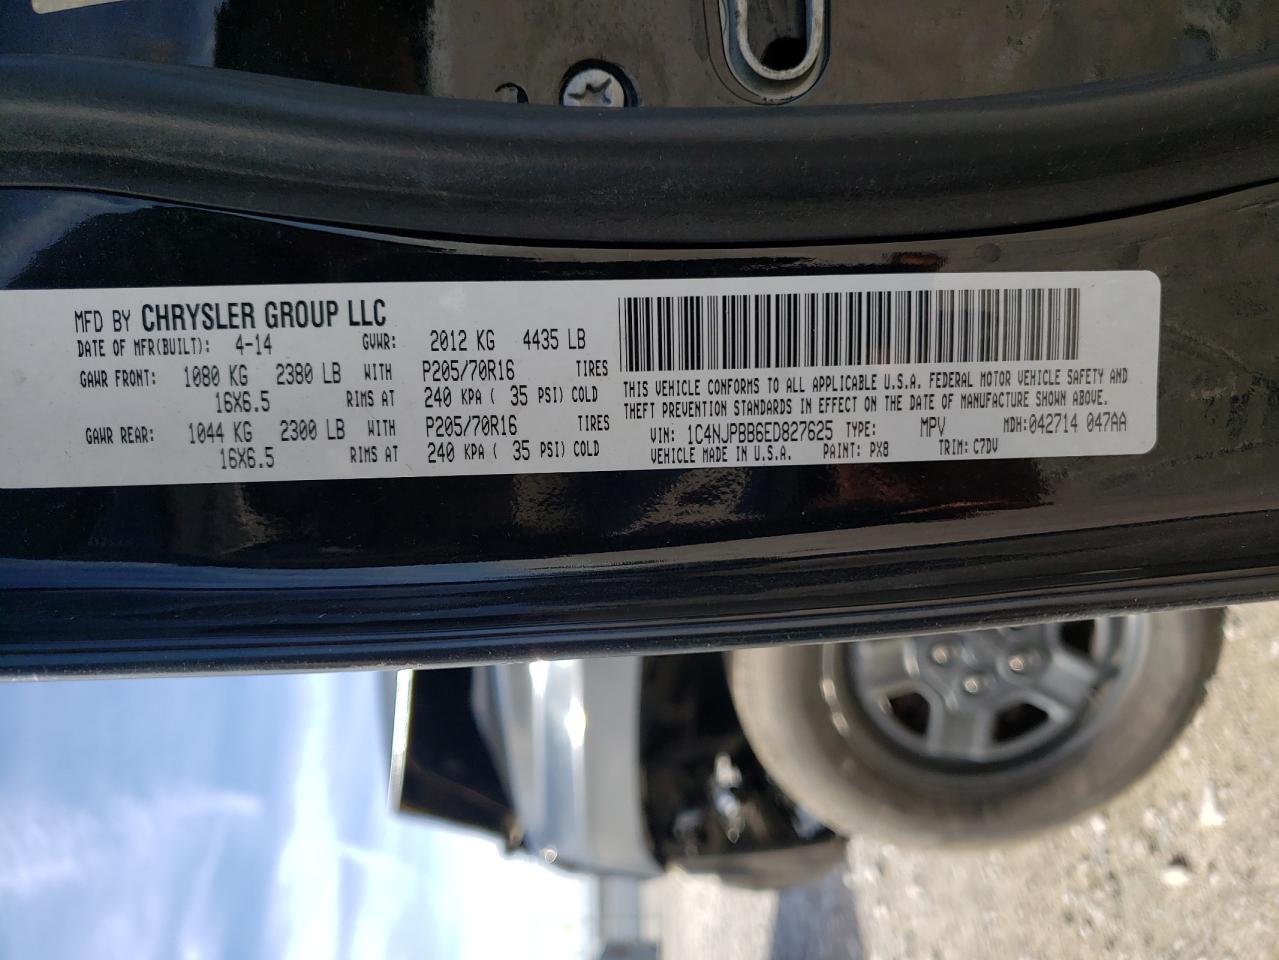 MFD BY CHRYSLER GROUP LLC
DATE OF MFR(BUILT): 4-14 GVWR: 2012 KG 4435 LB
GAWR FRONT: 1080 KG 2380 LB WITH P205/70R16 TIRES
16X6.5 RIMS AT 240 KPA ( 35 PSI) COLD
GAWR REAR: 1044 KG 2300 LB WITH P205/70R16 TIRES
16X6.5 RIMS AT 240 KPA ( 35 PSI) COLD
THIS VEHICLE CONFORMS TO ALL APPLICABLE U.S.A. FEDERAL MOTOR VEHICLE SAFETY AND
THEFT PREVENTION STANDARDS IN EFFECT ON THE DATE OF MANUFACTURE SHOWN ABOVE.
VIN: 1C4NJPBB6ED827625 TYPE: MPV MDH:042714 047AA
VEHICLE MADE IN U.S.A. PAINT: PX8 TRIM: C7DV